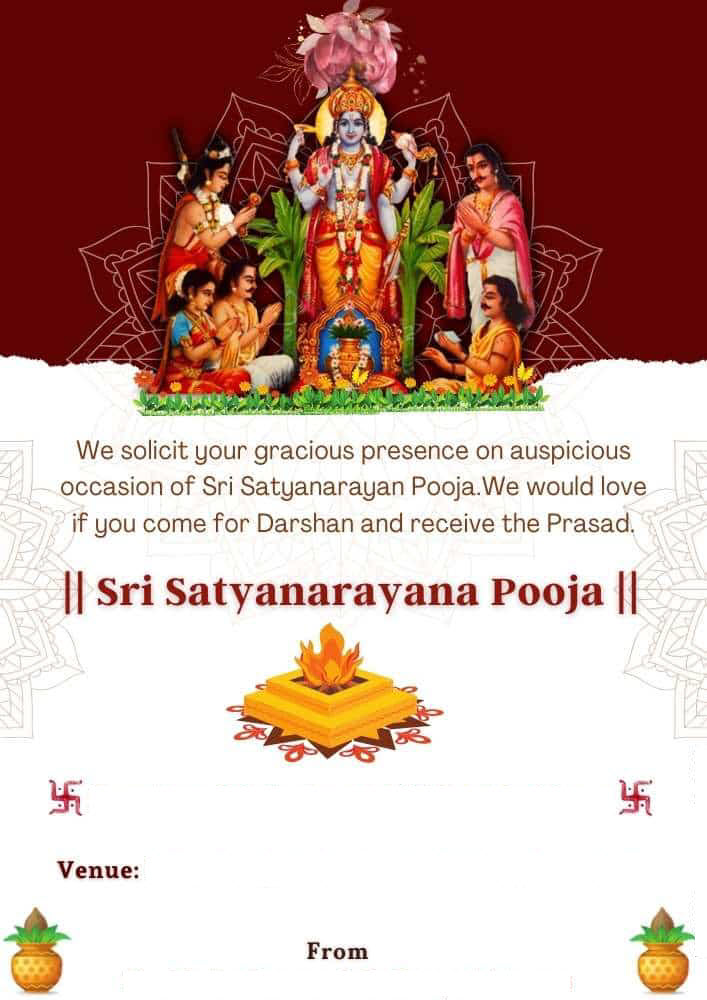 We solicit your gracious presence on auspicious
occasion of Sri Satyanarayan Pooja.We would love
if you come for Darshan and receive the Prasad.
|| Sri Satyanarayana Pooja ||
Venue:
From